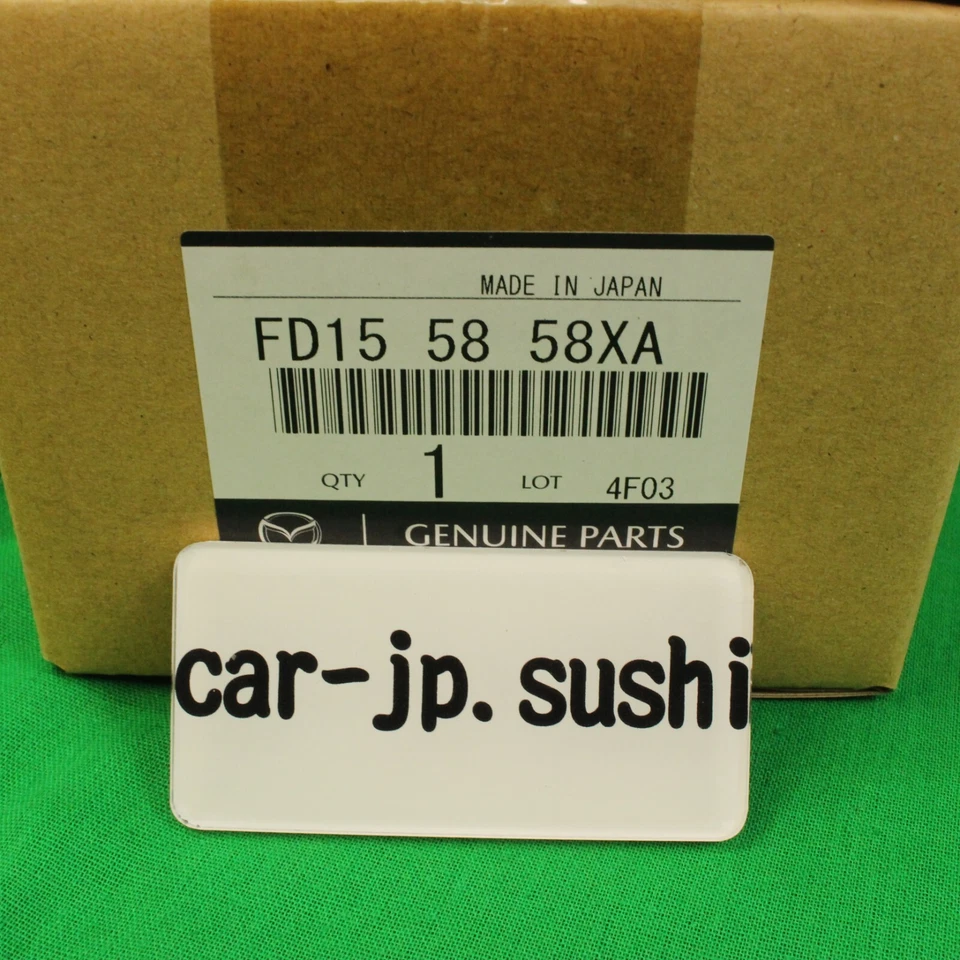 MADE IN JAPAN
FD15 58 58XA
QTY 1 LOT 4F03
GENUINE PARTS
car-jp.sushi